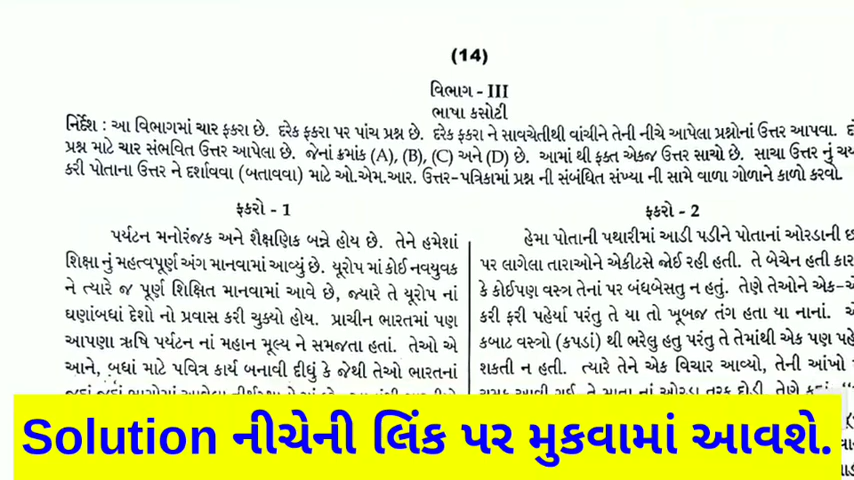 (14)
વિભાગ - III
ભાષા કસોટી
નિર્દેશ : આ વિભાગમાં ચાર ફકરા છે. દરેક ફકરા પર પાંચ પ્રશ્ન છે. દરેક ફકરા ને સાવચેતીથી વાંચીને તેની નીચે આપેલા પ્રશ્નોનાં ઉત્તર આપવા.
પ્રશ્ન માટે ચાર સંભવિત ઉત્તર આપેલા છે. જેનાં ક્રમાંક (A), (B), (C) અને (D) છે. આમાં થી ફક્ત એકજ ઉત્તર સાચો છે. સાચા ઉત્તર નું
કરી પોતાના ઉત્તર ને દર્શાવવા (બતાવવા) માટે ઓ.એમ.આર. ઉત્તર-પત્રિકામાં પ્રશ્ન ની સંબંધિત સંખ્યા ની સામે વાળા ગોળાને કાળો કરવો.
ફકરો - 1
પર્યટન મનોરંજક અને શૈક્ષણિક બન્ને હોય છે. તેને હમેશાં
શિક્ષા નું મહત્વપૂર્ણ અંગ માનવામાં આવ્યું છે. યૂરોપ માં કોઈ નવયુવક
ને ત્યારે જ પૂર્ણ શિક્ષિત માનવામાં આવે છે, જ્યારે તે યૂરોપ નાં
ઘણાંબધાં દેશો નો પ્રવાસ કરી ચુક્યો હોય. પ્રાચીન ભારતમાં પણ
આપણા ઋષિ પર્યટન નાં મહાન મૂલ્ય ને સમજતા હતાં. તેઓ એ
આને, બધાં માટે પવિત્ર કાર્ય બનાવી દીધું કે જેથી તેઓ ભારતનાં
ફકરો - 2
હેમા પોતાની પથારીમાં આડી પડીને પોતાનાં ઓરડાની
પર લાગેલા તારાઓને એકીટસે જોઈ રહી હતી. તે બેચેન હતી
કે કોઈપણ વસ્ત્ર તેનાં પર બંધબેસતુ ન હતું. તેણે તેઓને
કરી ફરી પહેર્યા પરંતુ તે યા તો ખૂબજ તંગ હતા યા નાનાં.
કબાટ વસ્ત્રો (કપડાં) થી ભરેલુ હતુ પરંતુ તે તેમાંથી એક પણ
શકતી ન હતી. ત્યારે તેને એક વિચાર આવ્યો, તેની આંખો
Solution નીચેની લિંક પર મુકવામાં આવશે.